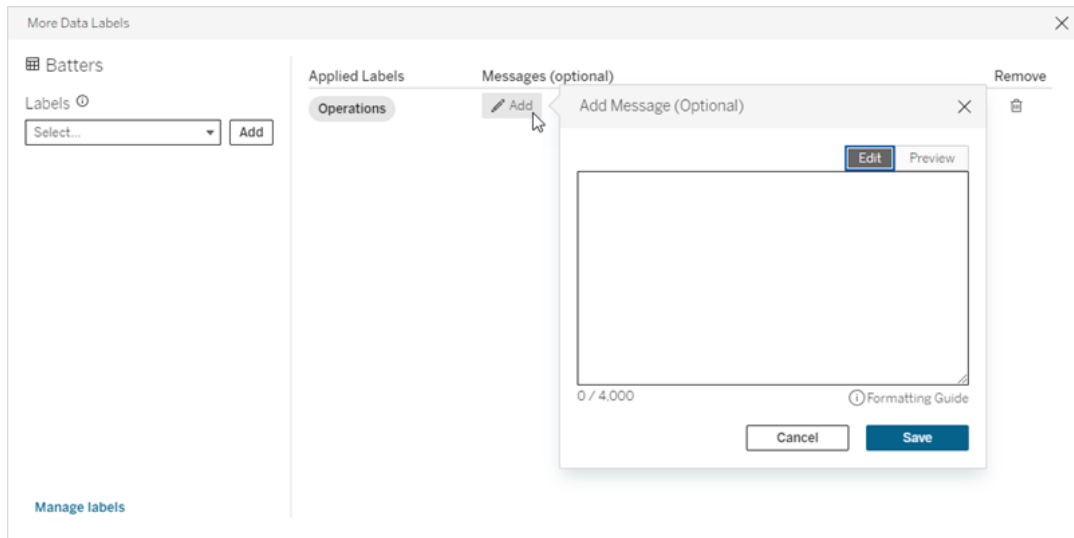 More Data Labels
Batters
Labels
Select...
Add
Manage labels
Applied Labels
Messages (optional)
Remove
Operations
Add
Add Message (Optional)
Edit
Preview
0 / 4,000
Formatting Guide
Cancel
Save